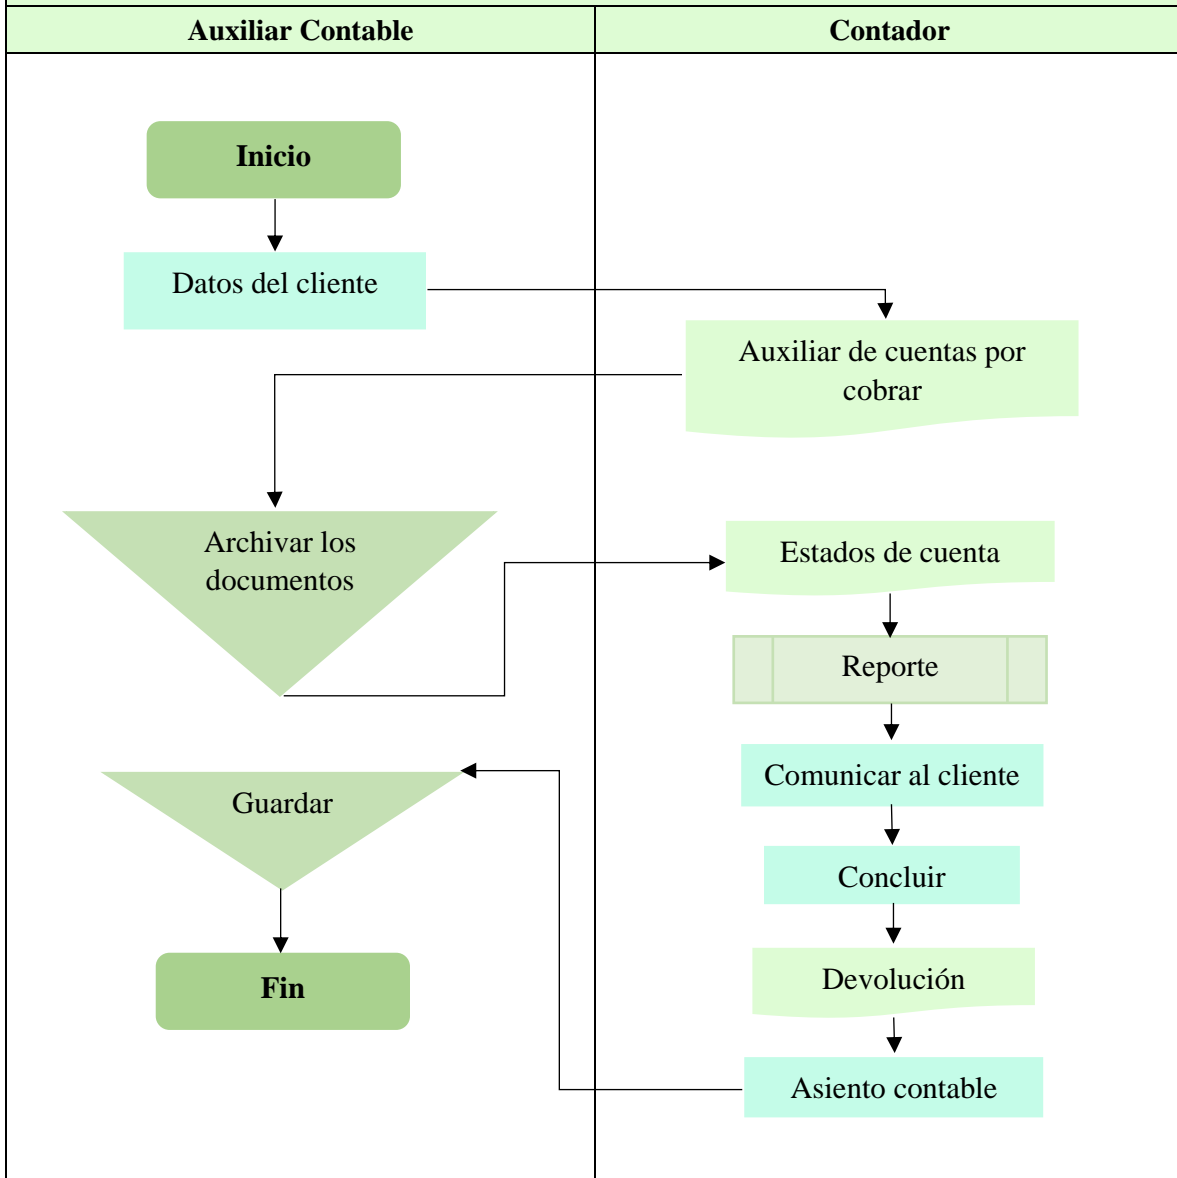 Auxiliar Contable
Contador
Inicio
Datos del cliente
Auxiliar de cuentas por
cobrar
Archivar los
documentos
Estados de cuenta
Reporte
Comunicar al cliente
Guardar
Concluir
Devolución
Fin
Asiento contable